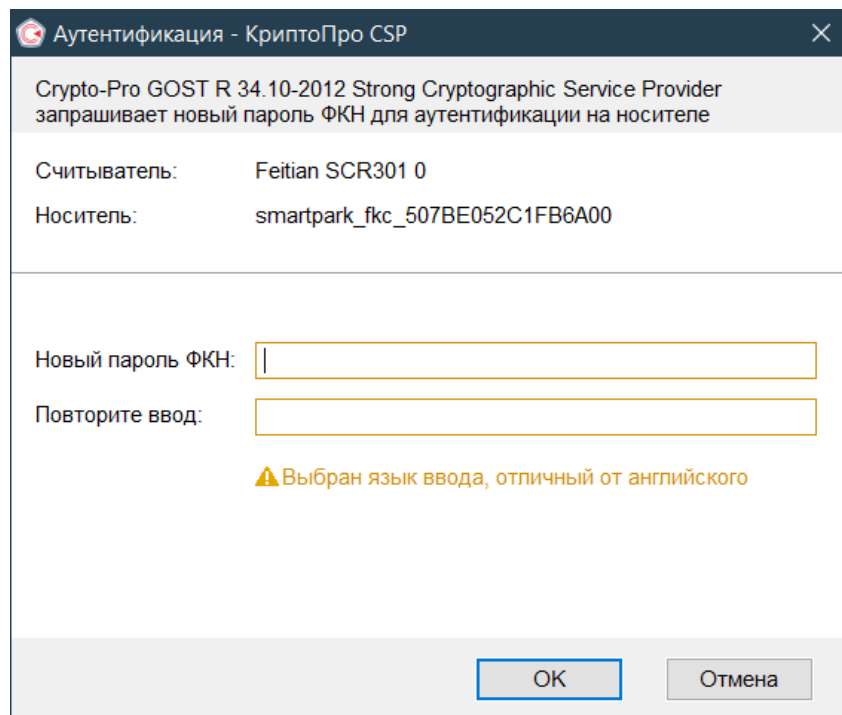 Аутентификация - КриптоПро CSP
Crypto-Pro GOST R 34.10-2012 Strong Cryptographic Service Provider
запрашивает новый пароль ФКН для аутентификации на носителе
Считыватель: Feitian SCR301 0
Носитель: smartpark_fkc_507BE052C1FB6A00
Новый пароль ФКН:
Повторите ввод:
Выбран язык ввода, отличный от английского
OK Отмена